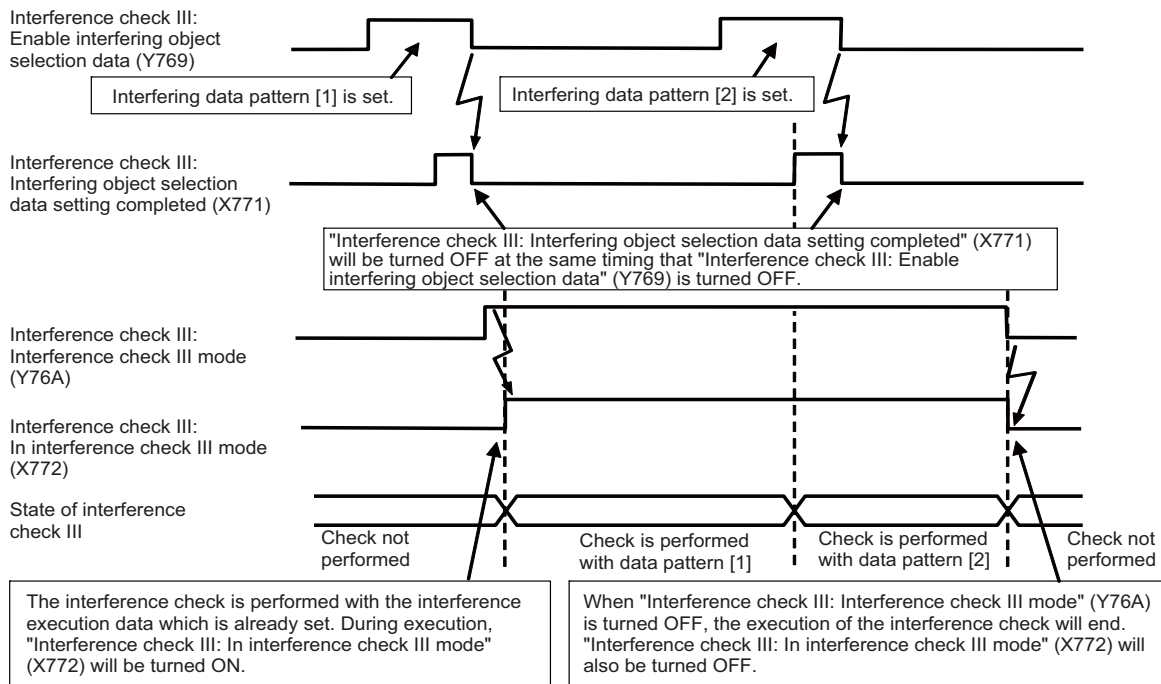 Interference check III:
Enable interfering object
selection data (Y769)
Interfering data pattern [1] is set.
Interfering data pattern [2] is set.
Interference check III:
Interfering object selection
data setting completed (X771)
"Interference check III: Interfering object selection data setting completed" (X771)
will be turned OFF at the same timing that "Interference check III: Enable
interfering object selection data" (Y769) is turned OFF.
Interference check III:
Interference check III mode
(Y76A)
Interference check III:
In interference check III mode
(X772)
State of interference
check III
Check not
performed
Check is performed
with data pattern [1]
Check is performed
with data pattern [2]
Check not
performed
The interference check is performed with the interference
execution data which is already set. During execution,
"Interference check III: In interference check III mode"
(X772) will be turned ON.
When "Interference check III: Interference check III mode" (Y76A)
is turned OFF, the execution of the interference check will end.
"Interference check III: In interference check III mode" (X772) will
also be turned OFF.